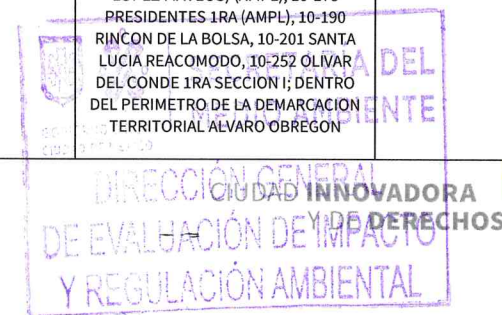 PRESIDENTES 1RA (AMPL), 10-190
RINCON DE LA BOLSA, 10-201 SANTA
LUCIA REACOMODO, 10-252 OLIVAR
DEL CONDE 1RA SECCION I; DENTRO
DEL PERIMETRO DE LA DEMARCACION
TERRITORIAL ALVARO OBREGON
SECRETARÍA DEL
MEDIO AMBIENTE
DIRECCIÓN GENERAL
DE EVALUACIÓN DE IMPACTO
Y REGULACIÓN AMBIENTAL
CIUDAD INNOVADORA
Y DE DERECHOS